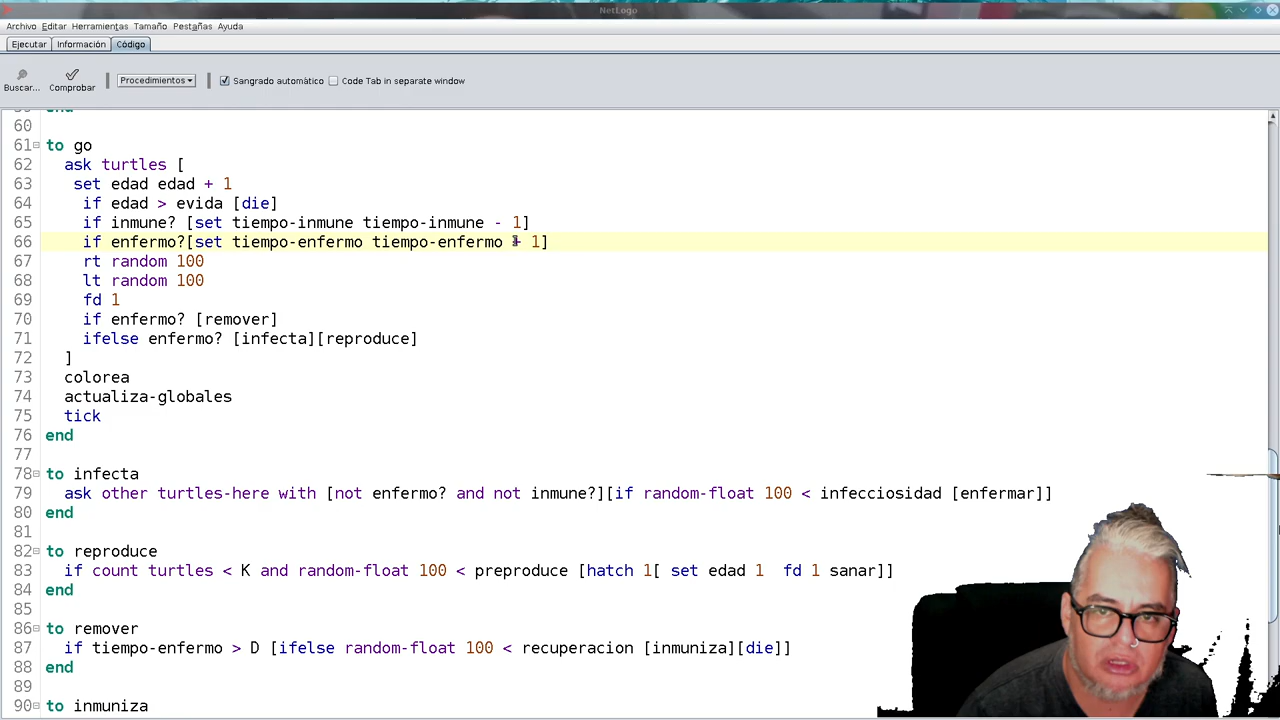 NetLogo
Archivo Editar Herramientas Tamaño Pestañas Ayuda
Ejecutar Información Código
Buscar... Comprobar Procedimientos Sangrado automático Code Tab in separate window
end
60
61 to go
62 ask turtles [
63 set edad edad + 1
64 if edad > evida [die]
65 if inmune? [set tiempo-inmune tiempo-inmune - 1]
66 if enfermo?[set tiempo-enfermo tiempo-enfermo + 1]
67 rt random 100
68 lt random 100
69 fd 1
70 if enfermo? [remover]
71 ifelse enfermo? [infecta][reproduce]
72 ]
73 colorea
74 actualiza-globales
75 tick
76 end
77
78 to infecta
79 ask other turtles-here with [not enfermo? and not inmune?][if random-float 100 < infecciosidad [enfermar]]
80 end
81
82 to reproduce
83 if count turtles < K and random-float 100 < preproduce [hatch 1[ set edad 1 fd 1 sanar]]
84 end
85
86 to remover
87 if tiempo-enfermo > D [ifelse random-float 100 < recuperacion [inmuniza][die]]
88 end
89
90 to inmuniza